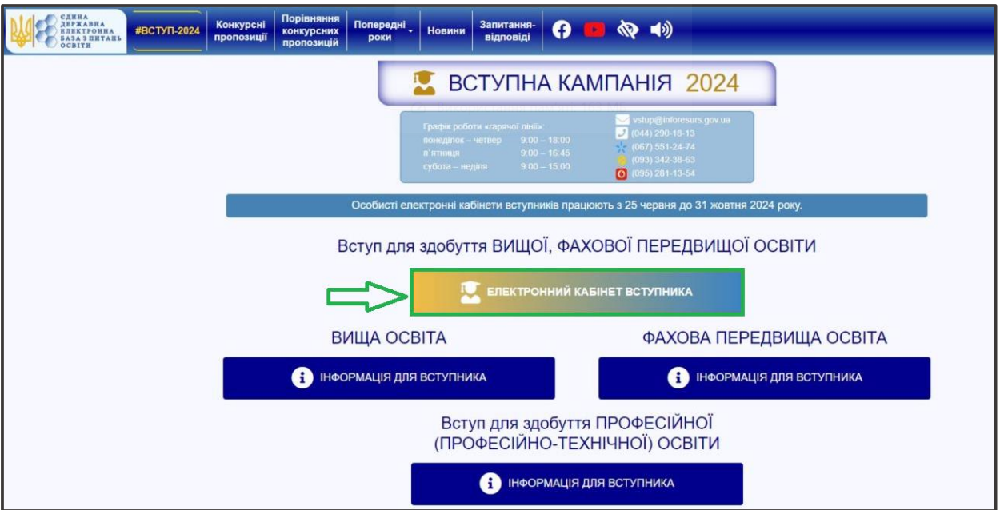 ЄДИНА
ДЕРЖАВНА
ЕЛЕКТРОННА
БАЗА З ПИТАНЬ
ОСВІТИ
#ВСТУП-2024
Конкурсні
пропозиції
Порівняння
конкурсних
пропозицій
Попередні
роки
Новини
Запитання-
відповіді
ВСТУПНА КАМПАНІЯ 2024
Графік роботи «гарячої лінії»:
понеділок – четвер 9:00 – 18:00
п'ятниця 9:00 – 16:45
субота – неділя 9:00 – 15:00
vstup@inforesurs.gov.ua
(044) 290-18-13
(067) 551-24-74
(093) 342-38-63
(095) 281-13-54
Особисті електронні кабінети вступників працюють з 25 червня до 31 жовтня 2024 року.
Вступ для здобуття ВИЩОЇ, ФАХОВОЇ ПЕРЕДВИЩОЇ ОСВІТИ
ЕЛЕКТРОННИЙ КАБІНЕТ ВСТУПНИКА
ВИЩА ОСВІТА
ІНФОРМАЦІЯ ДЛЯ ВСТУПНИКА
ФАХОВА ПЕРЕДВИЩА ОСВІТА
ІНФОРМАЦІЯ ДЛЯ ВСТУПНИКА
Вступ для здобуття ПРОФЕСІЙНОЇ
(ПРОФЕСІЙНО-ТЕХНІЧНОЇ) ОСВІТИ
ІНФОРМАЦІЯ ДЛЯ ВСТУПНИКА